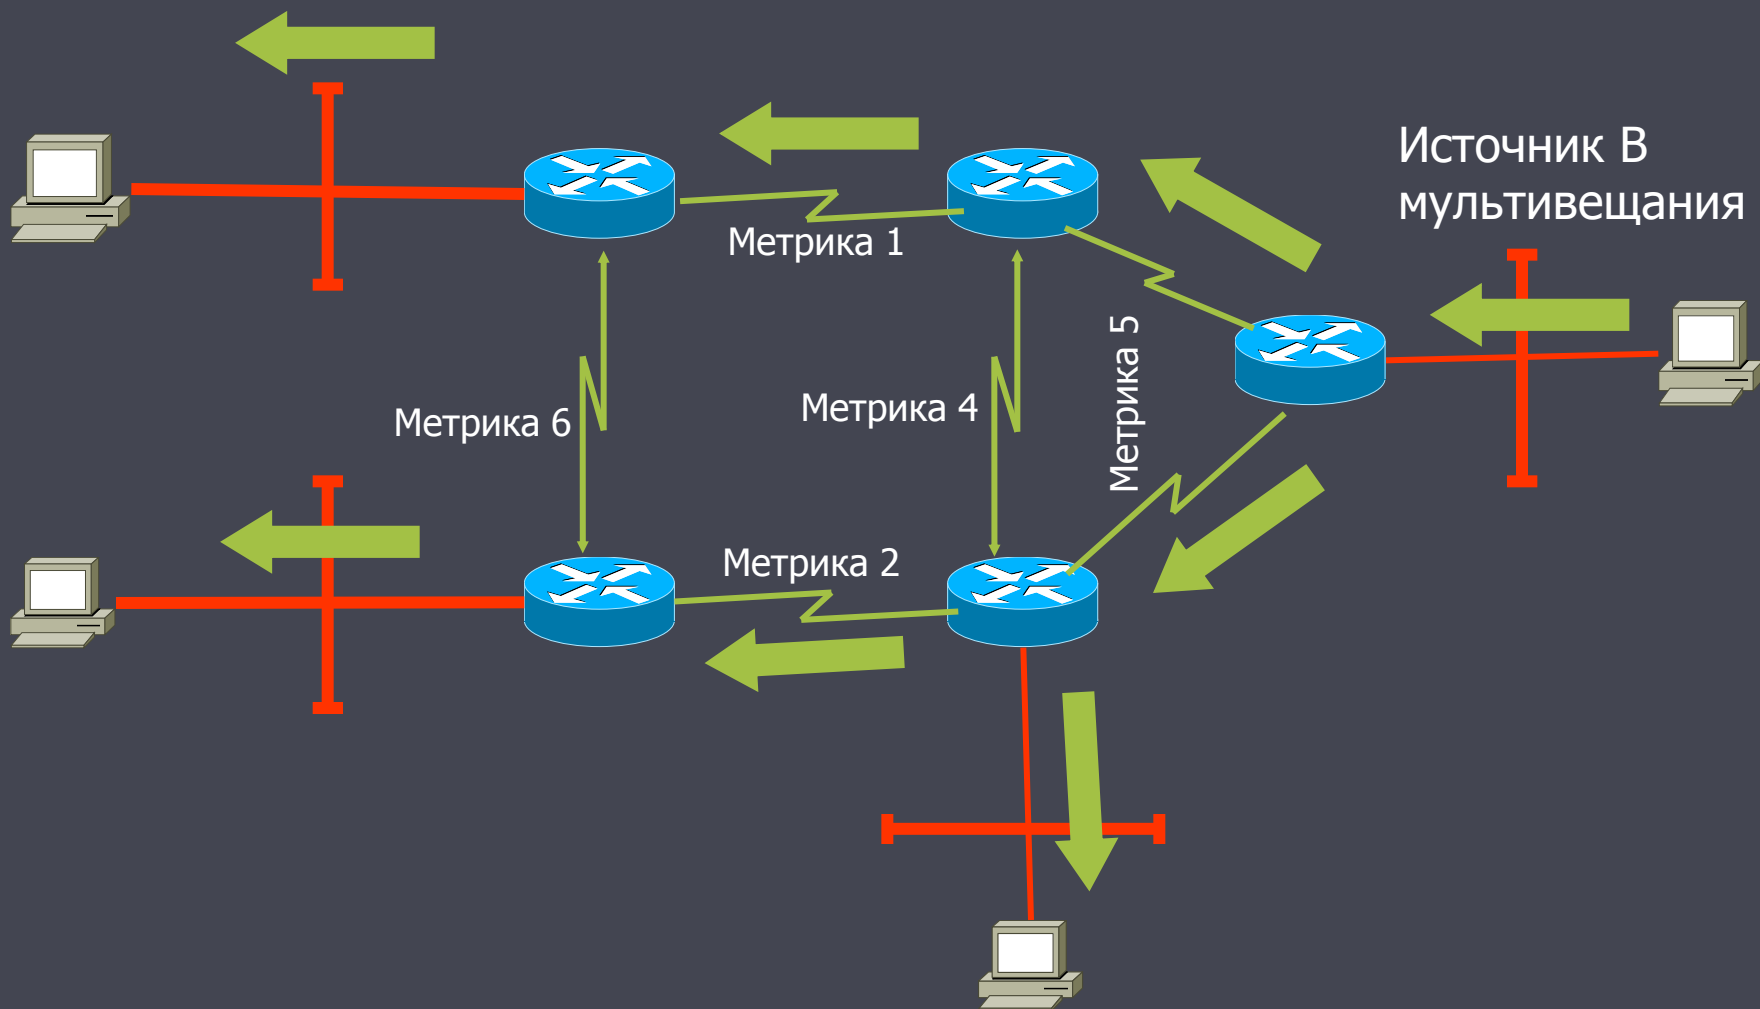 Источник В
мультивещания
Метрика 1
Метрика 5
Метрика 6
Метрика 4
Метрика 2